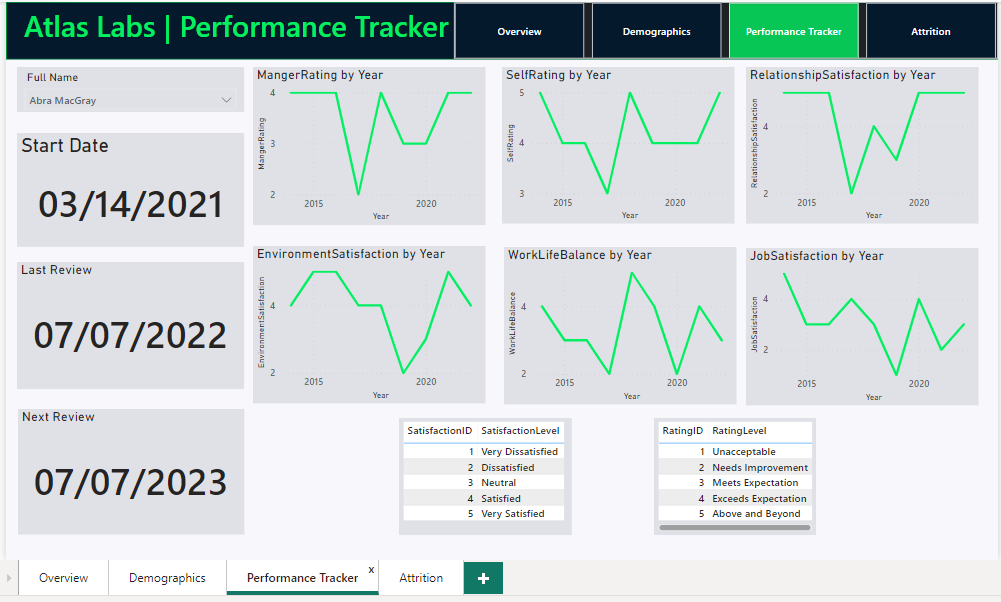 Atlas Labs | Performance Tracker
Overview
Demographics
Performance Tracker
Attrition
Full Name
Abra MacGray
Start Date
03/14/2021
Last Review
07/07/2022
Next Review
07/07/2023
MangerRating by Year
MangerRating
4
3
2
2015
2020
Year
SelfRating by Year
SelfRating
5
4
3
2015
2020
Year
RelationshipSatisfaction by Year
RelationshipSatisfaction
4
2
2015
2020
Year
EnvironmentSatisfaction by Year
EnvironmentSatisfaction
4
2
2015
2020
Year
WorkLifeBalance by Year
WorkLifeBalance
4
2
2015
2020
Year
JobSatisfaction by Year
JobSatisfaction
4
2
2015
2020
Year
SatisfactionID SatisfactionLevel
1 Very Dissatisfied
2 Dissatisfied
3 Neutral
4 Satisfied
5 Very Satisfied
RatingID RatingLevel
1 Unacceptable
2 Needs Improvement
3 Meets Expectation
4 Exceeds Expectation
5 Above and Beyond
Overview
Demographics
Performance Tracker x
Attrition
+